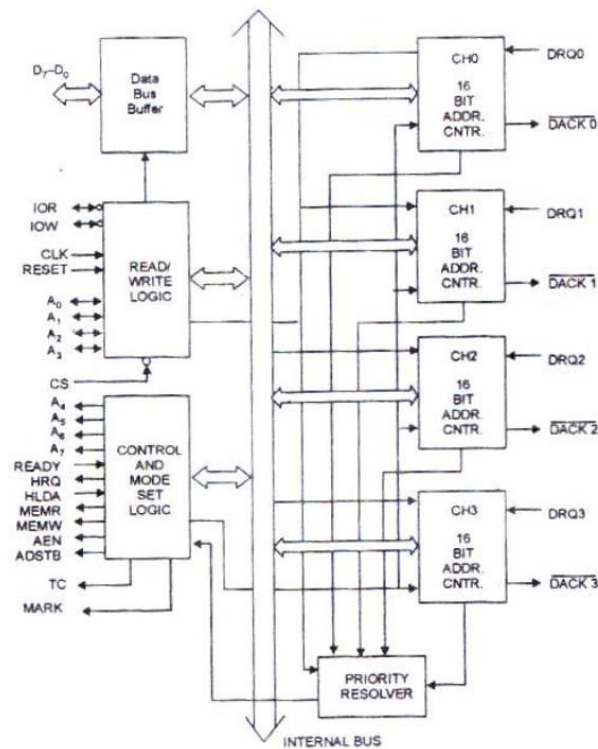 D7–D0
Data
Bus
Buffer
IOR
IOW
CLK
RESET
A0
A1
A2
A3
READ/
WRITE
LOGIC
CS
A4
A5
A6
A7
READY
HRQ
HLDA
MEMR
MEMW
AEN
ADSTB
CONTROL
AND
MODE
SET
LOGIC
TC
MARK
CH0
16
BIT
ADDR.
CNTR.
DRQ0
DACK 0
CH1
16
BIT
ADDR.
CNTR.
DRQ1
DACK 1
CH2
16
BIT
ADDR.
CNTR.
DRQ2
DACK 2
CH3
16
BIT
ADDR.
CNTR.
DRQ3
DACK 3
PRIORITY
RESOLVER
INTERNAL BUS